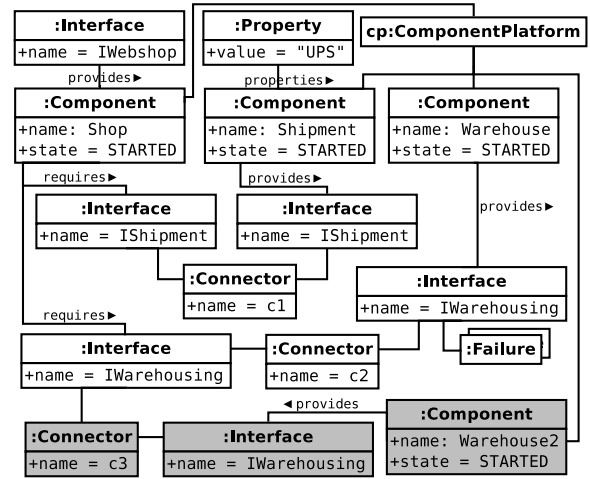 :Interface
+name = IWebshop
:Property
+value = "UPS"
cp:ComponentPlatform
provides►
properties►
:Component
+name: Shop
+state = STARTED
:Component
+name: Shipment
+state = STARTED
:Component
+name: Warehouse
+state = STARTED
requires►
provides►
provides►
:Interface
+name = IShipment
:Interface
+name = IShipment
:Connector
+name = c1
:Interface
+name = IWarehousing
requires►
:Interface
+name = IWarehousing
:Connector
+name = c2
:Failure
◄provides
:Connector
+name = c3
:Interface
+name = IWarehousing
:Component
+name: Warehouse2
+state = STARTED